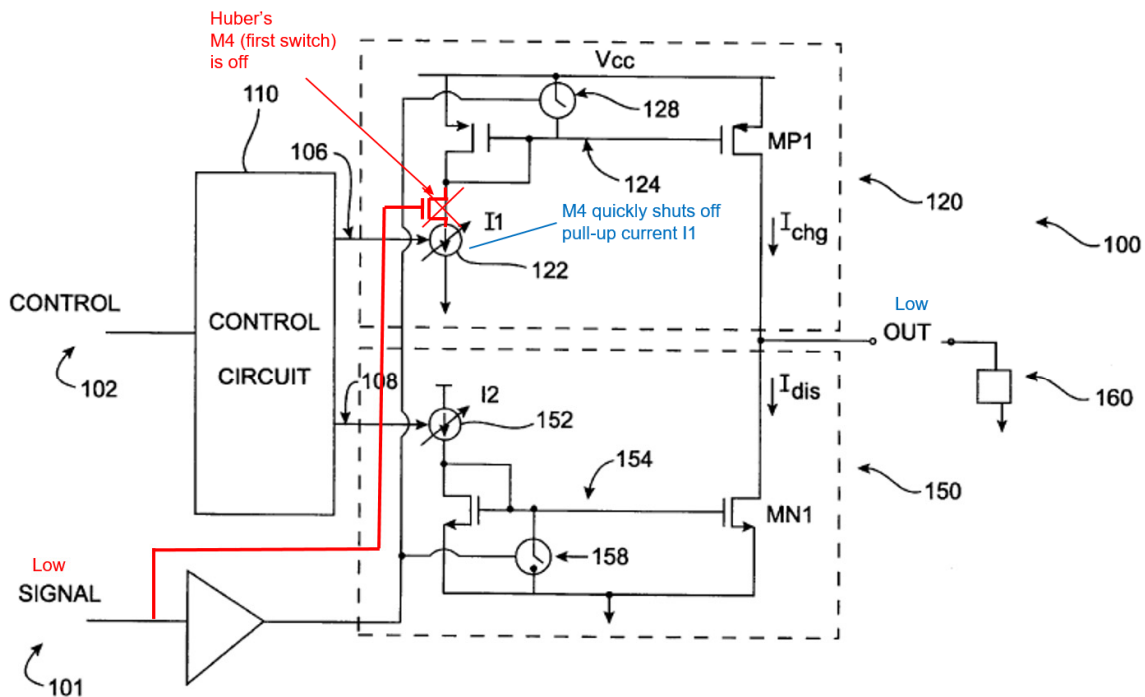 Huber's
M4 (first switch)
is off
Vcc
110
128
MP1
106
124
120
I1
M4 quickly shuts off
pull-up current I1
Ichg
100
122
CONTROL
CONTROL
CIRCUIT
Low
OUT
102
108
I2
Idis
160
152
154
150
MN1
Low
158
SIGNAL
101